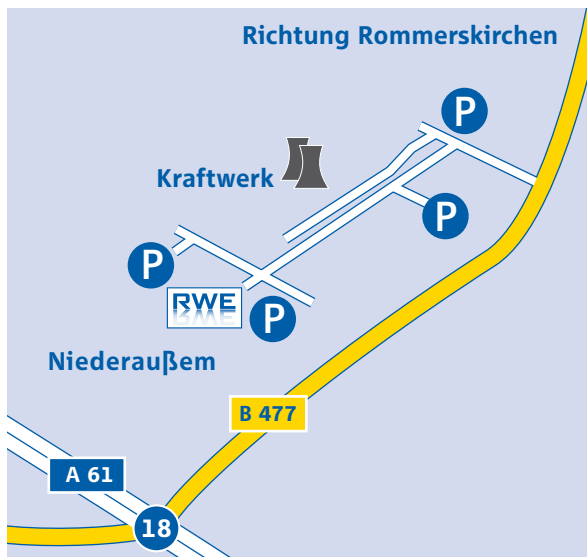 Richtung Rommerskirchen
P
Kraftwerk
P
P
RWE
P
Niederaußem
B 477
A 61
18